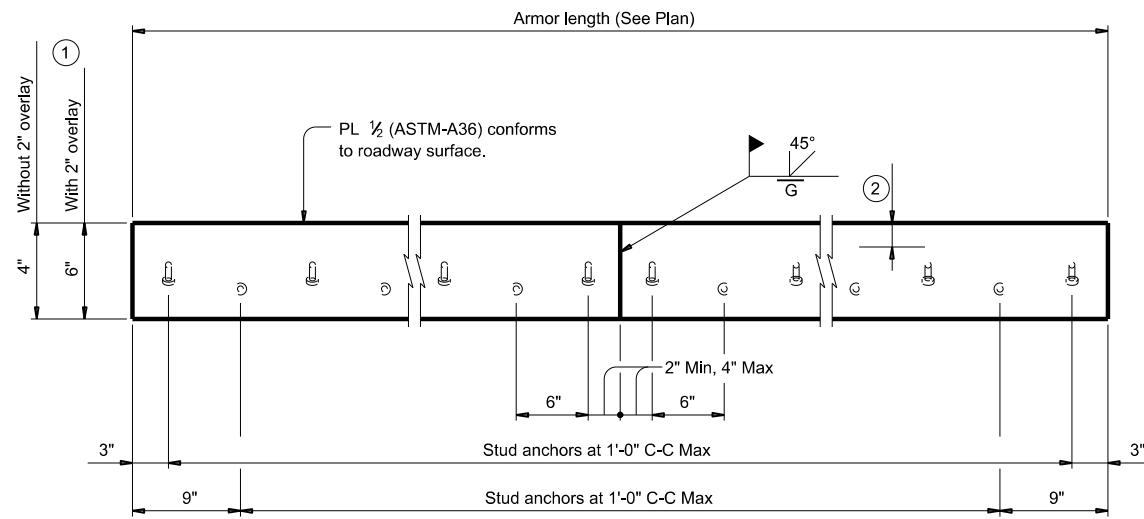 Armor length (See Plan)
1
Without 2" overlay
With 2" overlay
PL ½ (ASTM-A36) conforms
to roadway surface.
45°
G
2
4"
6"
2" Min, 4" Max
6"
6"
3"
Stud anchors at 1'-0" C-C Max
3"
9"
Stud anchors at 1'-0" C-C Max
9"